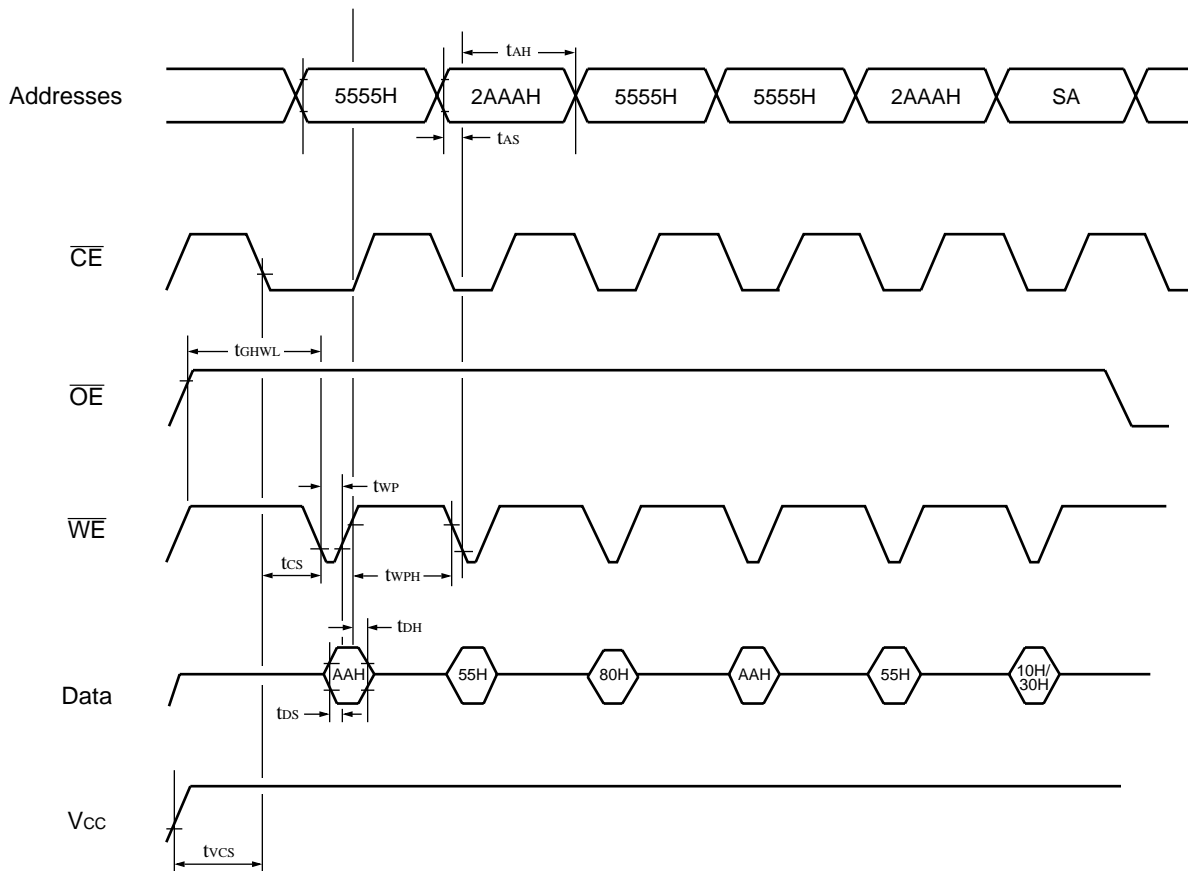 tAH
Addresses 5555H 2AAAH 5555H 5555H 2AAAH SA
tAS
CE
tGHWL
OE
tWP
WE
tCS tWPH
tDH
Data AAH 55H 80H AAH 55H 10H/
30H
tDS
VCC
tVCS